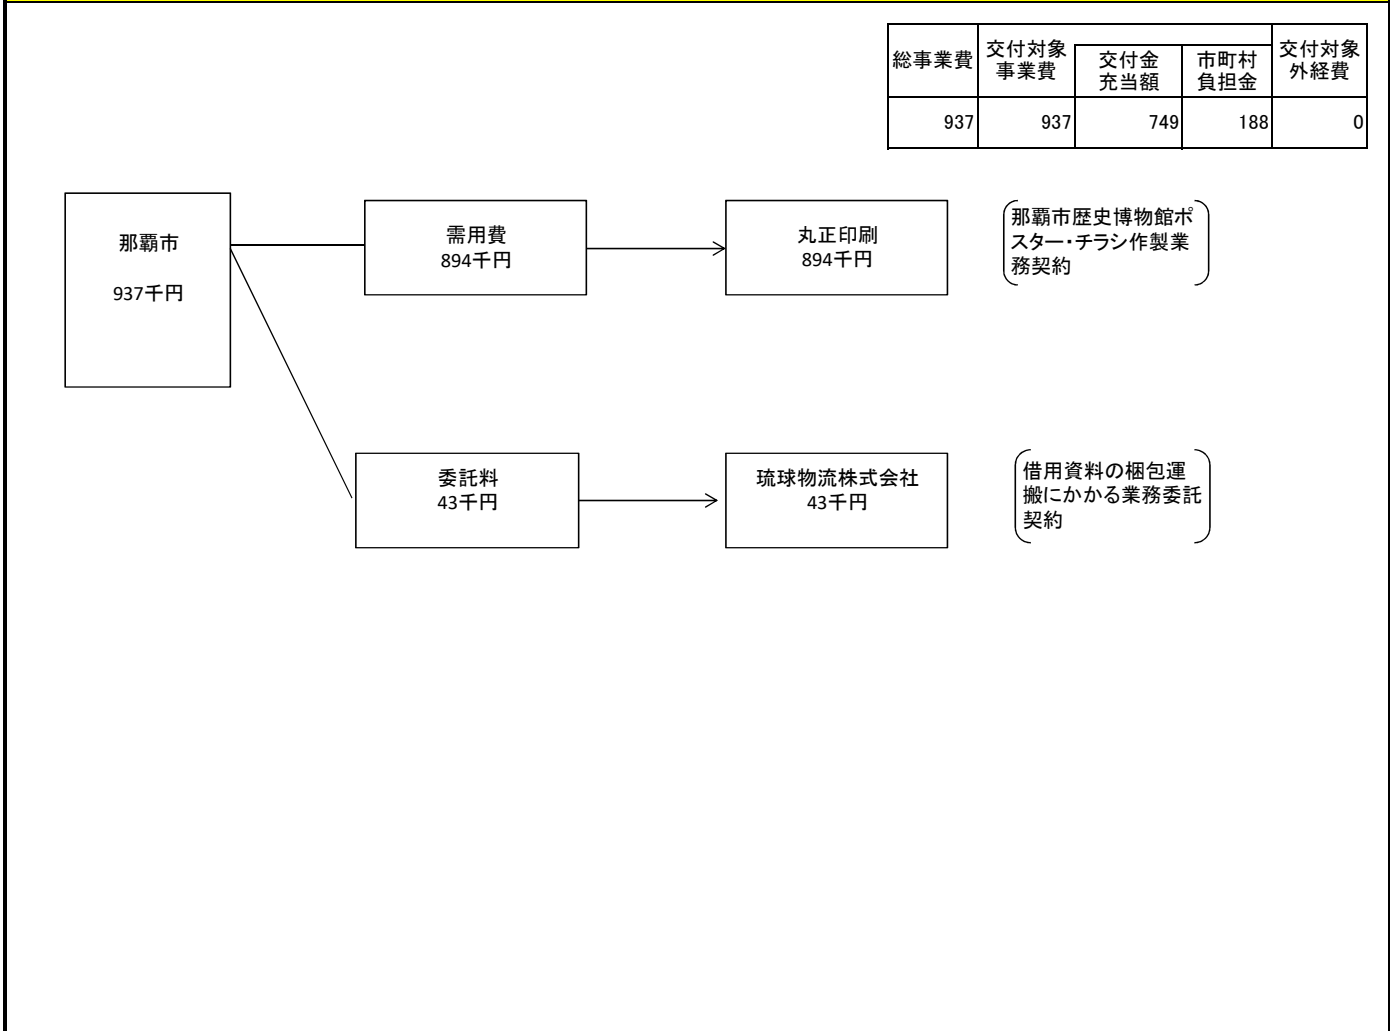 総事業費
交付対象
事業費
交付金
充当額
市町村
負担金
交付対象
外経費
937
937
749
188
0
那覇市
937千円
需用費
894千円
丸正印刷
894千円
那覇市歴史博物館ポ
スター・チラシ作製業
務契約
委託料
43千円
琉球物流株式会社
43千円
借用資料の梱包運
搬にかかる業務委託
契約